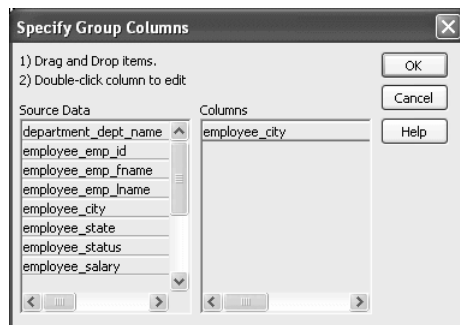 Specify Group Columns
1) Drag and Drop items.
2) Double-click column to edit
OK
Cancel
Help
Source Data
department_dept_name
employee_emp_id
employee_emp_fname
employee_emp_lname
employee_city
employee_state
employee_status
employee_salary
Columns
employee_city